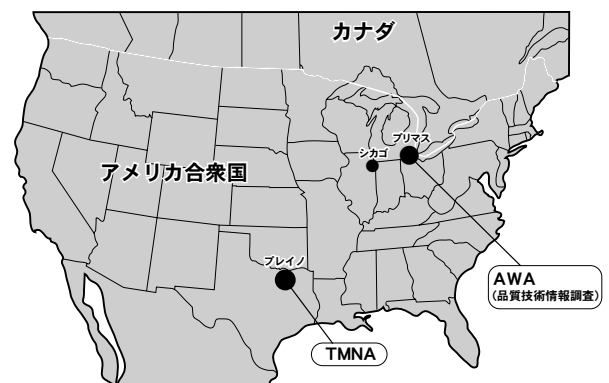 カナダ
プリマス
シカゴ
アメリカ合衆国
プレイノ
AWA
(品質技術情報調査)
TMNA